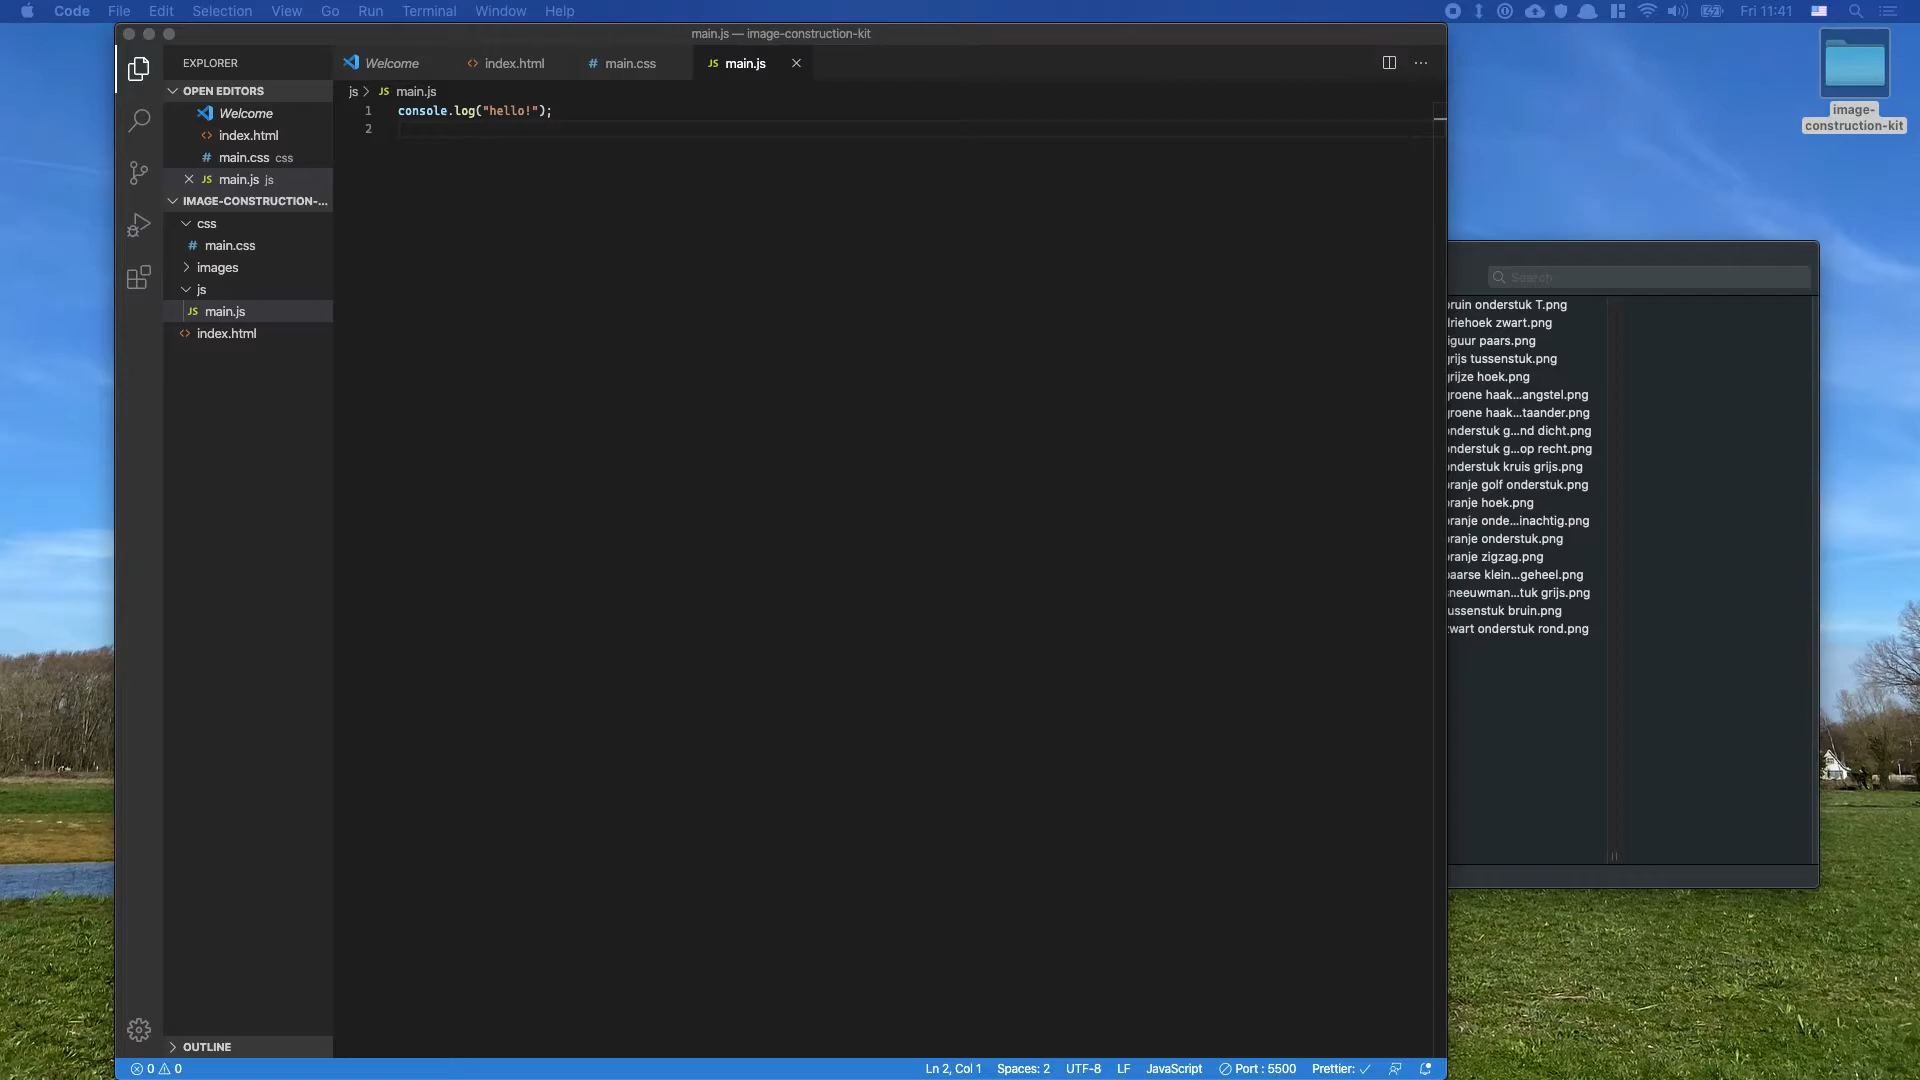 Code File Edit Selection View Go Run Terminal Window Help
Fri 11:41
main.js — image-construction-kit
EXPLORER
OPEN EDITORS
Welcome
index.html
# main.css css
JS main.js js
IMAGE-CONSTRUCTION-...
css
# main.css
images
js
JS main.js
index.html
OUTLINE
Welcome
index.html
# main.css
JS main.js
js > JS main.js
1 console.log("hello!");
2
0 0
Ln 2, Col 1
Spaces: 2
UTF-8
LF
JavaScript
Port : 5500
Prettier: ✓
Search
bruin onderstuk T.png
driehoek zwart.png
figuur paars.png
grijs tussenstuk.png
grijze hoek.png
groene haak...angstel.png
groene haak...taander.png
onderstuk g...nd dicht.png
onderstuk g...op recht.png
onderstuk kruis grijs.png
oranje golf onderstuk.png
oranje hoek.png
oranje onde...inachtig.png
oranje onderstuk.png
oranje zigzag.png
paarse klein...geheel.png
sneeuwman...tuk grijs.png
tussenstuk bruin.png
zwart onderstuk rond.png
image-
construction-kit